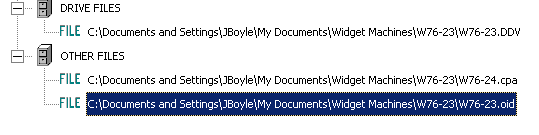 DRIVE FILES
FILE C:\Documents and Settings\JBoyle\My Documents\Widget Machines\W76-23\W76-23.DDV
OTHER FILES
FILE C:\Documents and Settings\JBoyle\My Documents\Widget Machines\W76-23\W76-24.cpa
FILE C:\Documents and Settings\JBoyle\My Documents\Widget Machines\W76-23\W76-23.oid